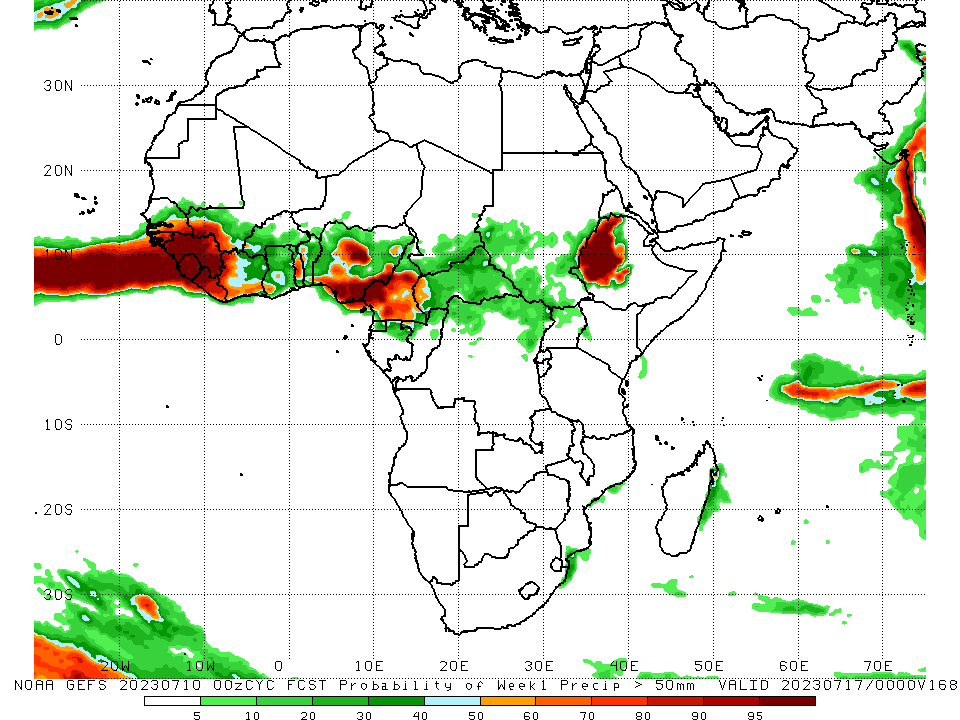 30N
20N
10N
0
10S
20S
30S
20W 10W 0 10E 20E 30E 40E 50E 60E 70E
NOAA GEFS 20230710 00zCYC FCST Probability of Week1 Precip > 50mm VALID 20230717/0000V168
5 10 20 30 40 50 60 70 80 90 95